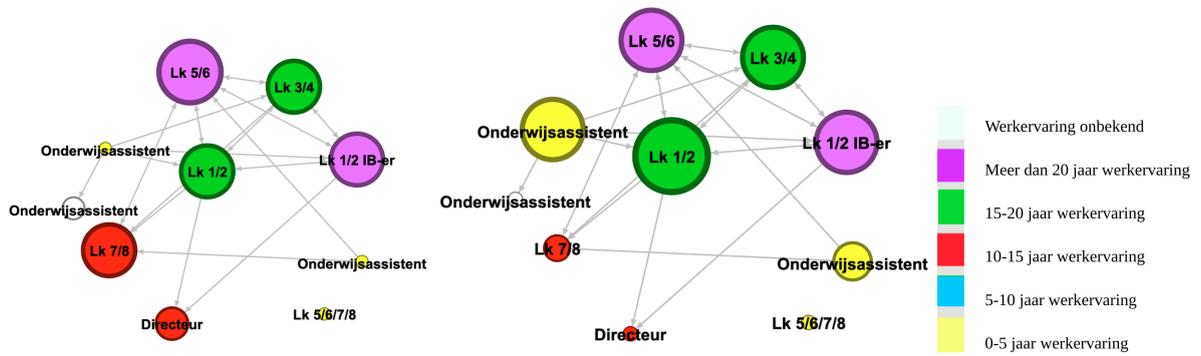 Lk 5/6
Lk 3/4
Onderwijsassistent
Lk 1/2
Lk 1/2 IB-er
Onderwijsassistent
Lk 7/8
Onderwijsassistent
Directeur
Lk 5/6/7/8
Lk 5/6
Lk 3/4
Onderwijsassistent
Lk 1/2
Lk 1/2 IB-er
Onderwijsassistent
Lk 7/8
Onderwijsassistent
Directeur
Lk 5/6/7/8
Werkervaring onbekend
Meer dan 20 jaar werkervaring
15-20 jaar werkervaring
10-15 jaar werkervaring
5-10 jaar werkervaring
0-5 jaar werkervaring